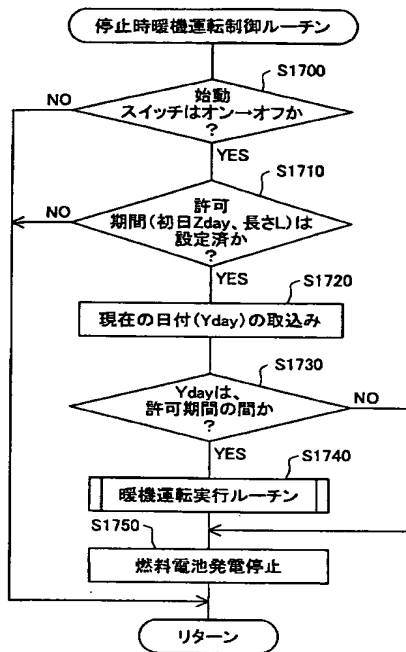 停止時暖機運転制御ルーチン
S1700
始動
スイッチはオン→オフか
?
NO
YES
S1710
許可
期間(初日Zday、長さL)は
設定済か
?
NO
YES
S1720
現在の日付(Yday)の取込み
S1730
Ydayは、
許可期間の間か
?
NO
YES
S1740
暖機運転実行ルーチン
S1750
燃料電池発電停止
リターン